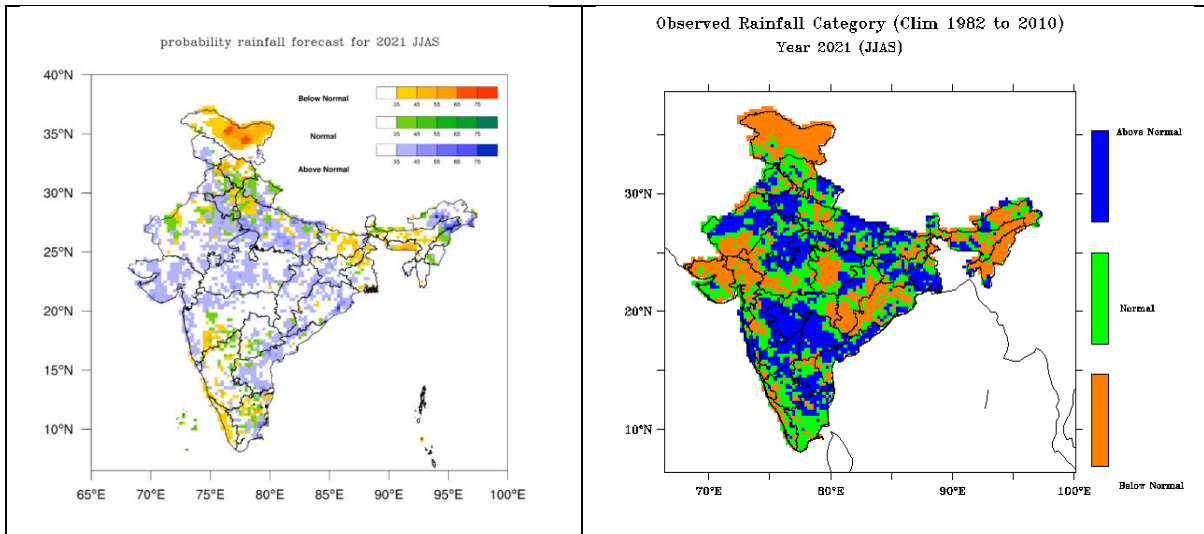 probability rainfall forecast for 2021 JJAS
40°N
35°N
30°N
25°N
20°N
15°N
10°N
65°E 70°E 75°E 80°E 85°E 90°E 95°E 100°E
Below Normal
35 45 55 65 75
Normal
35 45 55 65 75
Above Normal
35 45 55 65 75
Observed Rainfall Category (Clim 1982 to 2010)
Year 2021 (JJAS)
30°N
20°N
10°N
70°E 80°E 90°E 100°E
Above Normal
Normal
Below Normal